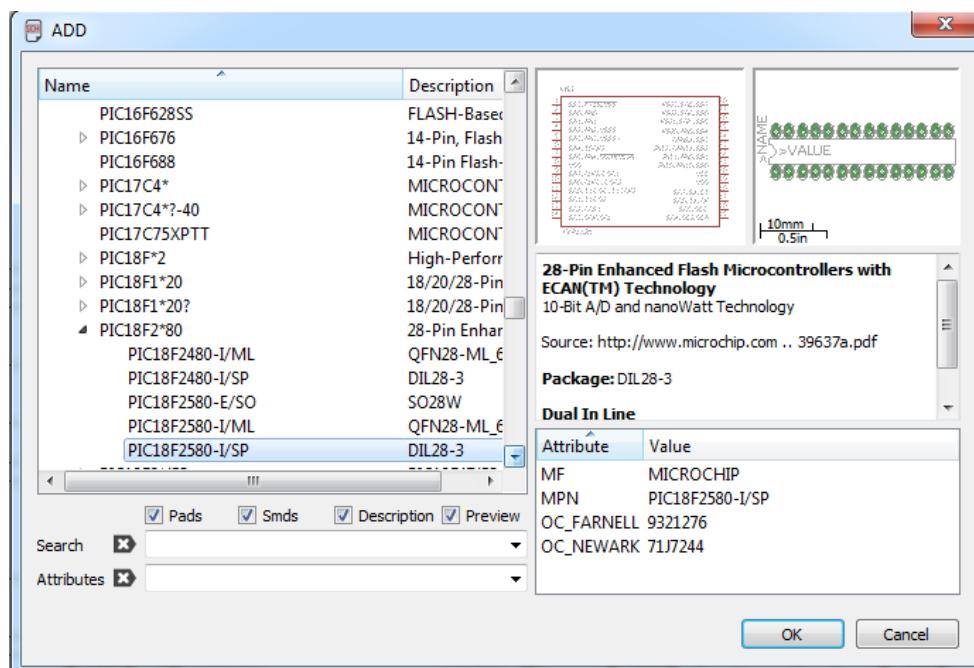 ADD
Name Description
PIC16F628SS FLASH-Based
PIC16F676 14-Pin, Flash
PIC16F688 14-Pin Flash-
PIC17C4* MICROCONT
PIC17C4*?-40 MICROCONT
PIC17C75XPTT MICROCON
PIC18F*2 High-Perforr
PIC18F1*20 18/20/28-Pin
PIC18F1*20? 18/20/28-Pin
PIC18F2*80 28-Pin Enhar
PIC18F2480-I/ML QFN28-ML_6
PIC18F2480-I/SP DIL28-3
PIC18F2580-E/SO SO28W
PIC18F2580-I/ML QFN28-ML_6
PIC18F2580-I/SP DIL28-3
Pads Smds Description Preview
Search
Attributes
>NAME
>VALUE
10mm
0.5in
28-Pin Enhanced Flash Microcontrollers with
ECAN(TM) Technology
10-Bit A/D and nanoWatt Technology
Source: http://www.microchip.com .. 39637a.pdf
Package: DIL28-3
Dual In Line
Attribute Value
MF MICROCHIP
MPN PIC18F2580-I/SP
OC_FARNELL 9321276
OC_NEWARK 71J7244
OK Cancel